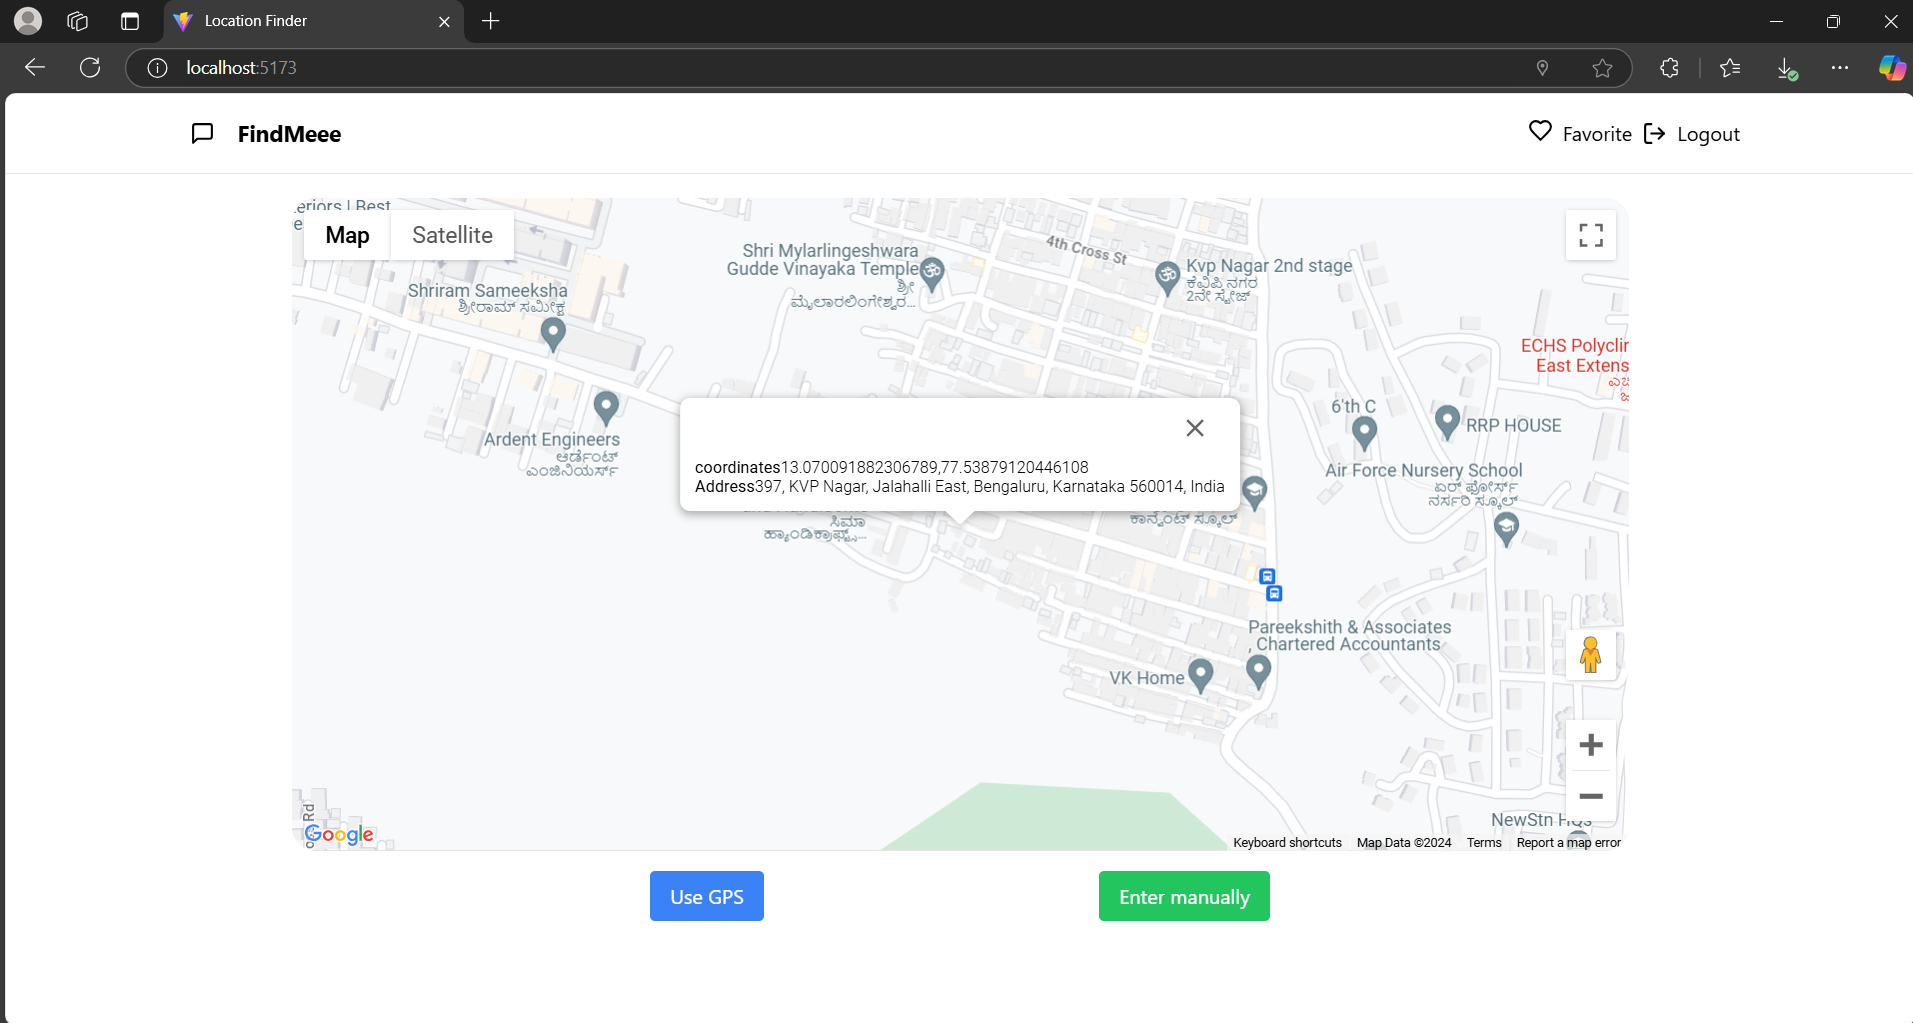 Location Finder
localhost:5173
FindMeee
Favorite
Logout
eriors | Best
Map
Satellite
4th Cross St
Shri Mylarlingeshwara
Gudde Vinayaka Temple
ಶ್ರೀ
ಮೈಲಾರಲಿಂಗೇಶ್ವರ...
Kvp Nagar 2nd stage
ಕೆವಿಪಿ ನಗರ
2ನೇ ಸ್ಟೇಜ್
Shriram Sameeksha
ಶ್ರೀರಾಮ್ ಸಮೀಕ್ಷ
ECHS Polyclin
East Extens
6'th C
RRP HOUSE
Ardent Engineers
ಆರ್ಡೆಂಟ್
ಎಂಜಿನಿಯರ್ಸ್
coordinates13.070091882306789,77.53879120446108
Address397, KVP Nagar, Jalahalli East, Bengaluru, Karnataka 560014, India
Air Force Nursery School
ಏರ್ ಫೋರ್ಸ್
ನರ್ಸರಿ ಸ್ಕೂಲ್
ಸಿಮಾ
ಹ್ಯಾಂಡಿಕ್ರಾಫ್ಟ್ಸ್...
ಕಾನ್ವೆಂಟ್ ಸ್ಕೂಲ್
Pareekshith & Associates
, Chartered Accountants
VK Home
NewStn HQs
Rd
Google
Keyboard shortcuts
Map Data ©2024
Terms
Report a map error
Use GPS
Enter manually